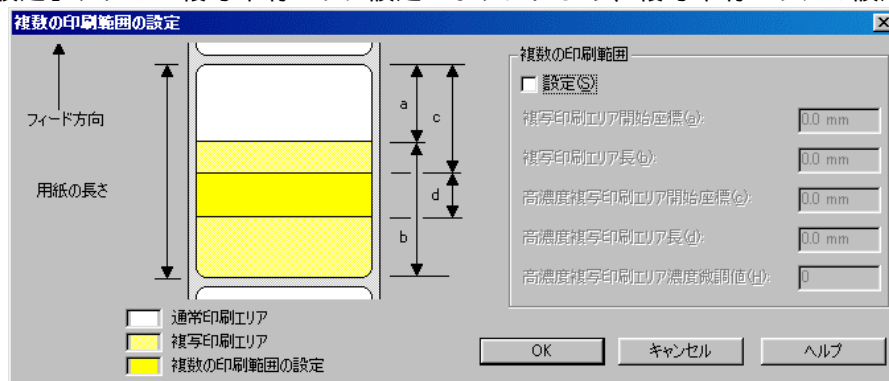 複数の印刷範囲の設定
フィード方向
用紙の長さ
a
c
d
b
通常印刷エリア
複写印刷エリア
複数の印刷範囲の設定
複数の印刷範囲
設定(S)
複写印刷エリア開始座標(a): 0.0 mm
複写印刷エリア長(b): 0.0 mm
高濃度複写印刷エリア開始座標(c): 0.0 mm
高濃度複写印刷エリア長(d): 0.0 mm
高濃度複写印刷エリア濃度微調値(H): 0
OK キャンセル ヘルプ